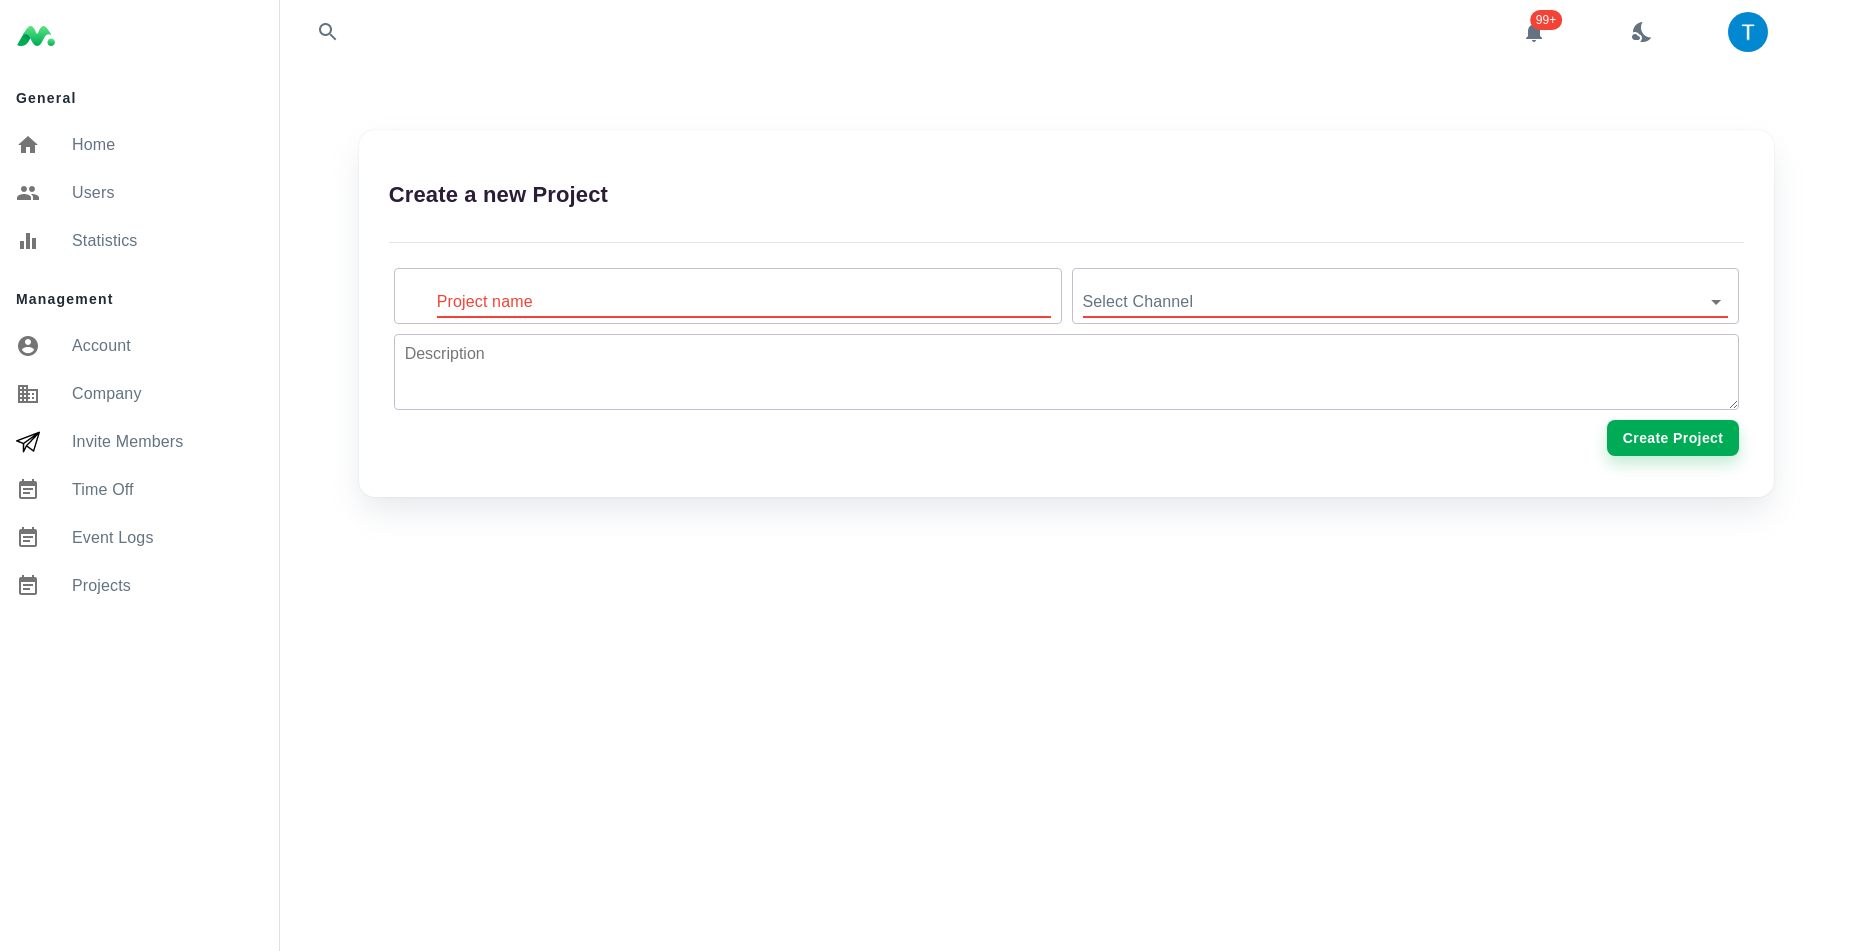 99+
T
General
Home
Users
Statistics
Management
Account
Company
Invite Members
Time Off
Event Logs
Projects
Create a new Project
Project name
Select Channel
Description
Create Project